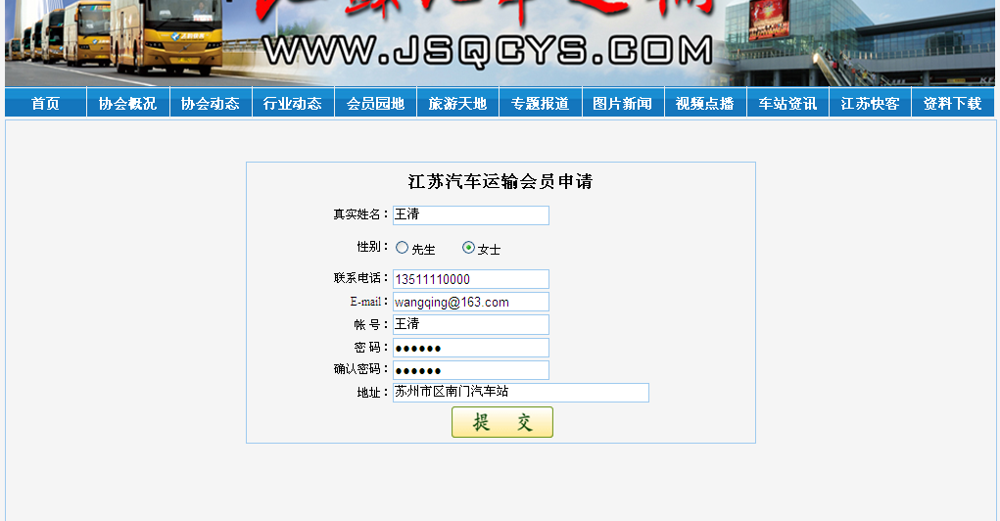 WWW.JSQCYS.COM
首页 协会概况 协会动态 行业动态 会员园地 旅游天地 专题报道 图片新闻 视频点播 车站资讯 江苏快客 资料下载
江苏汽车运输会员申请
真实姓名：王清
性别： 先生 女士
联系电话：13511110000
E-mail：wangqing@163.com
帐 号：王清
密 码：●●●●●●
确认密码：●●●●●●
地址：苏州市区南门汽车站
提 交